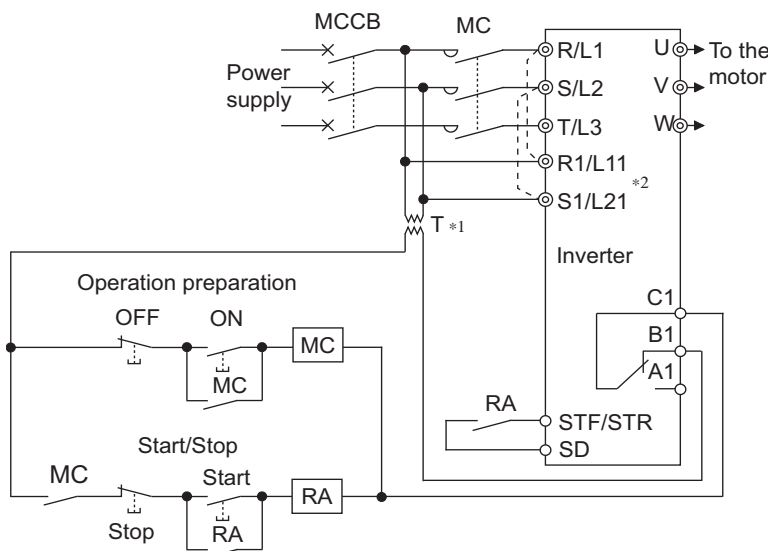 MCCB
MC
Power
supply
R/L1
S/L2
T/L3
R1/L11
S1/L21
*2
U
V
W
To the
motor
T *1
Inverter
Operation preparation
OFF
ON
MC
MC
C1
B1
A1
RA
STF/STR
SD
Start/Stop
MC
Start
Stop
RA
RA